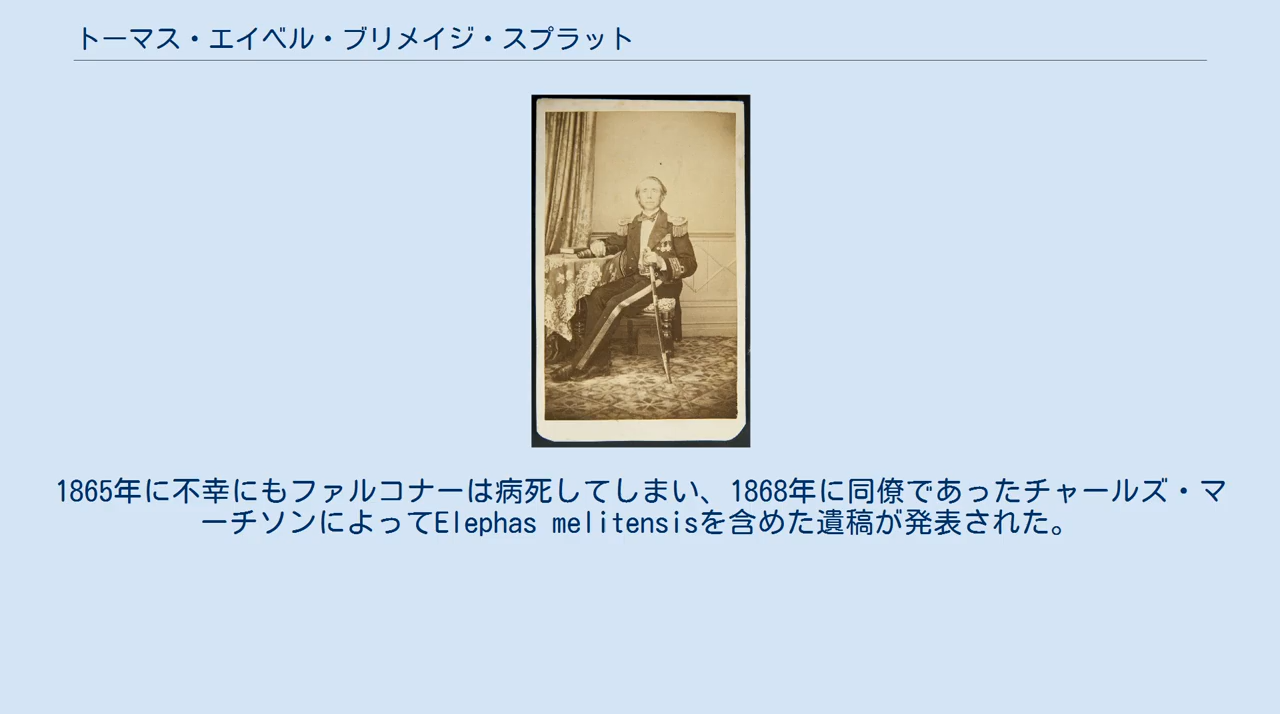 トーマス・エイベル・ブリメイジ・スプラット
1865年に不幸にもファルコナーは病死してしまい、1868年に同僚であったチャールズ・マ
ーチソンによってElephas melitensisを含めた遺稿が発表された。